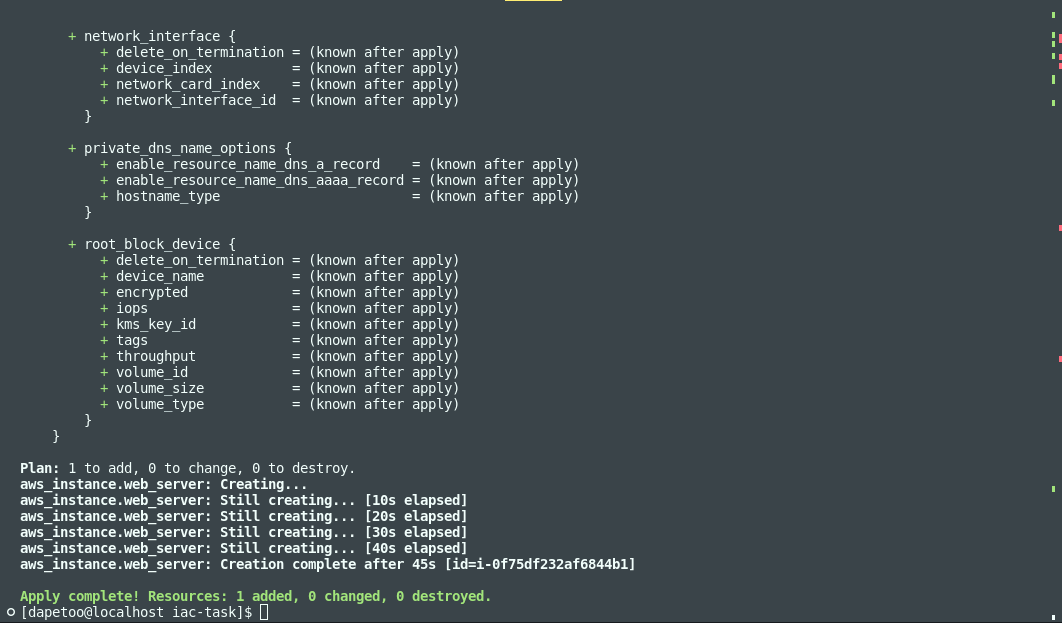 + network_interface {
+ delete_on_termination = (known after apply)
+ device_index          = (known after apply)
+ network_card_index    = (known after apply)
+ network_interface_id  = (known after apply)
}
+ private_dns_name_options {
+ enable_resource_name_dns_a_record    = (known after apply)
+ enable_resource_name_dns_aaaa_record = (known after apply)
+ hostname_type                        = (known after apply)
}
+ root_block_device {
+ delete_on_termination = (known after apply)
+ device_name           = (known after apply)
+ encrypted             = (known after apply)
+ iops                  = (known after apply)
+ kms_key_id            = (known after apply)
+ tags                  = (known after apply)
+ throughput            = (known after apply)
+ volume_id             = (known after apply)
+ volume_size           = (known after apply)
+ volume_type           = (known after apply)
}
}
Plan: 1 to add, 0 to change, 0 to destroy.
aws_instance.web_server: Creating...
aws_instance.web_server: Still creating... [10s elapsed]
aws_instance.web_server: Still creating... [20s elapsed]
aws_instance.web_server: Still creating... [30s elapsed]
aws_instance.web_server: Still creating... [40s elapsed]
aws_instance.web_server: Creation complete after 45s [id=i-0f75df232af6844b1]
Apply complete! Resources: 1 added, 0 changed, 0 destroyed.
[dapetoo@localhost iac-task]$